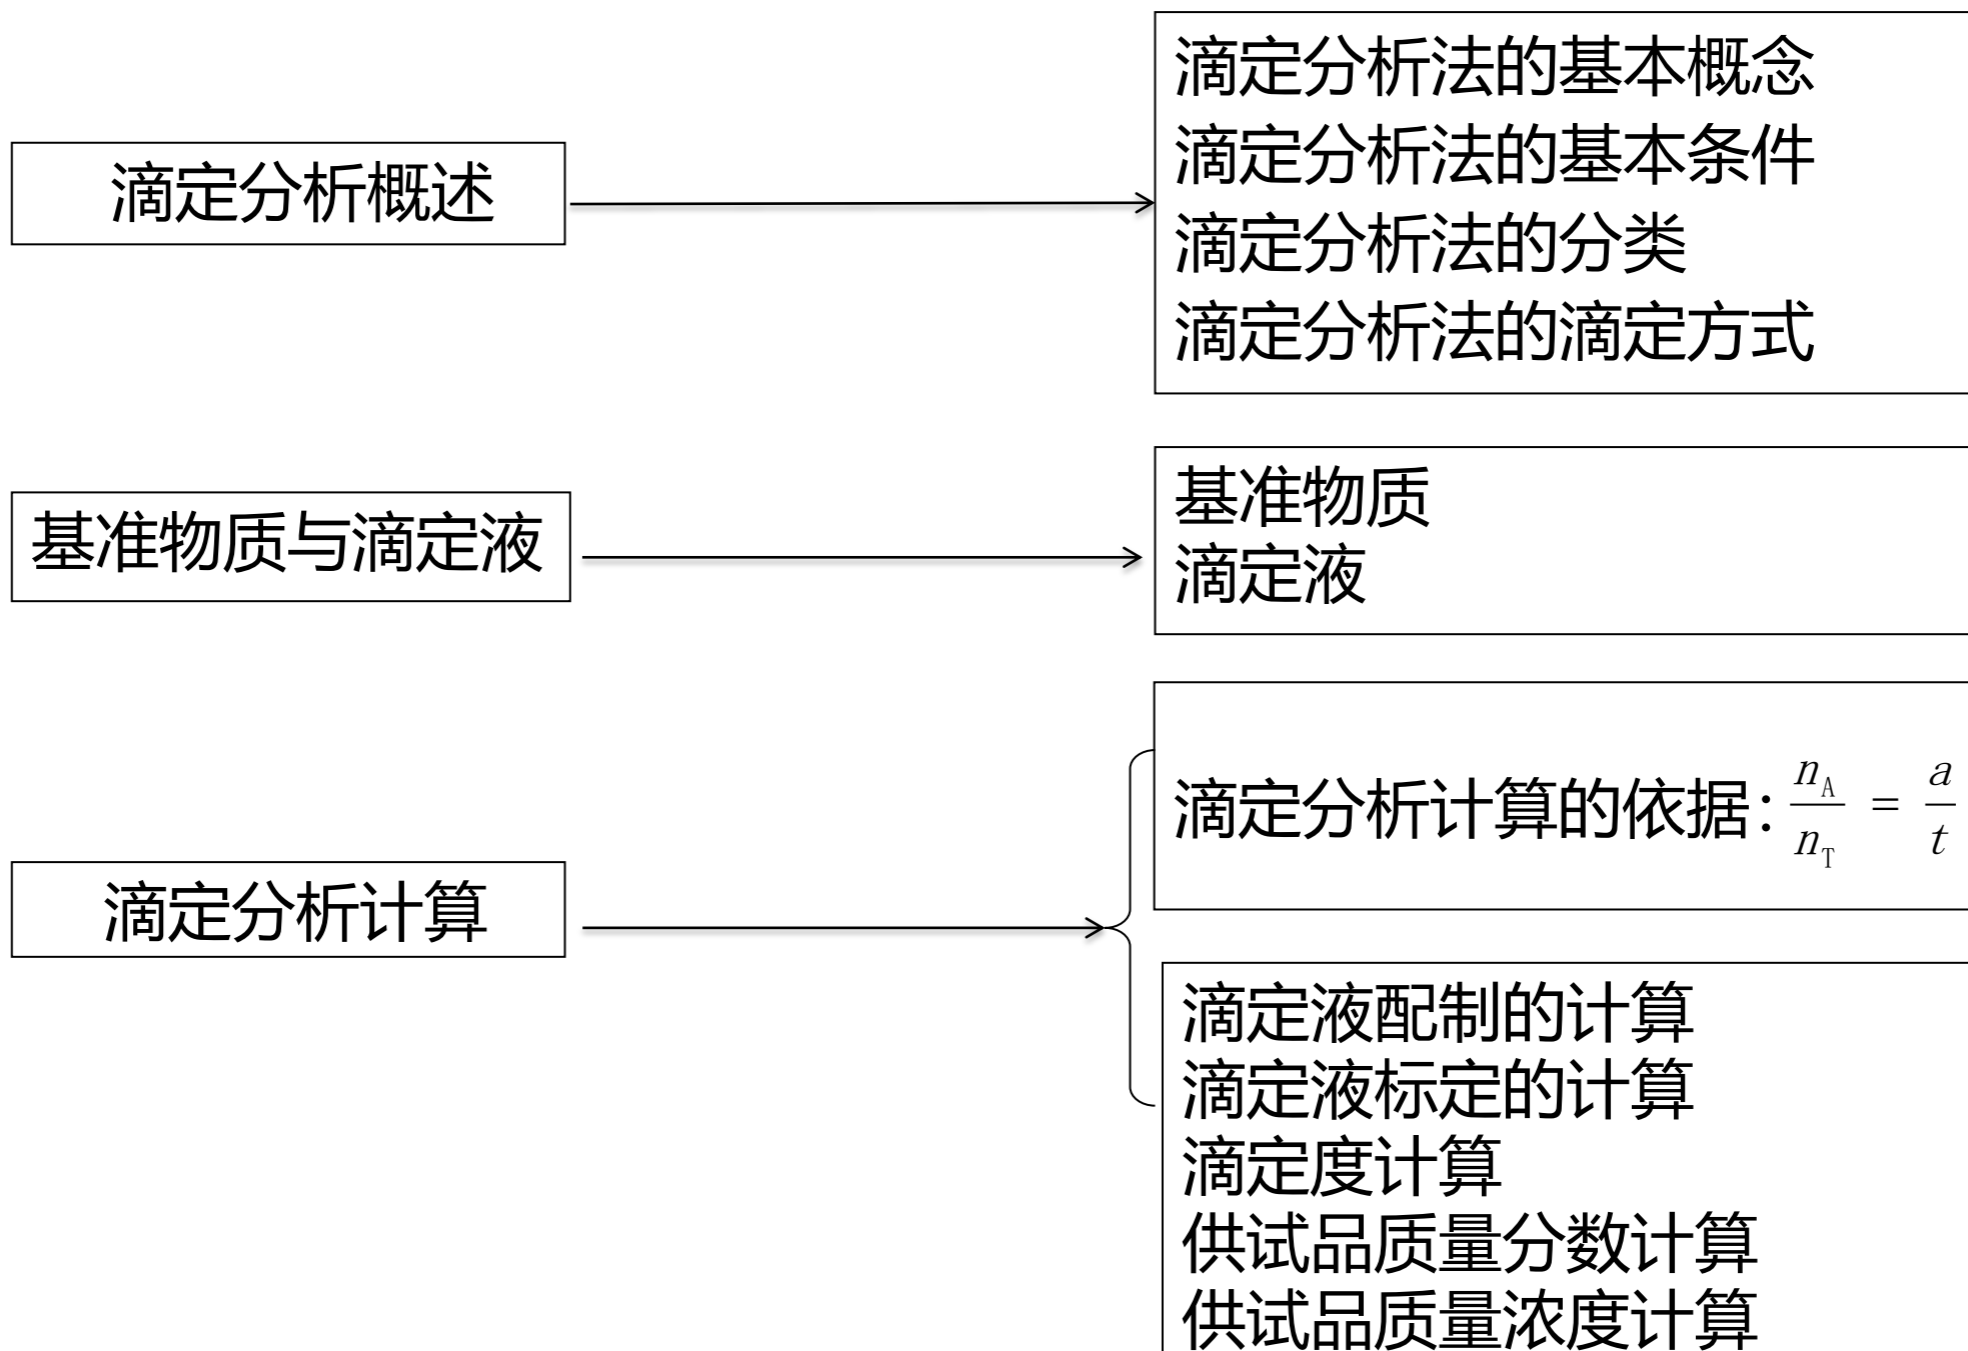 滴定分析概述
滴定分析法的基本概念
滴定分析法的基本条件
滴定分析法的分类
滴定分析法的滴定方式
基准物质与滴定液
基准物质
滴定液
滴定分析计算
滴定分析计算的依据：n_A/n_T = a/t
滴定液配制的计算
滴定液标定的计算
滴定度计算
供试品质量分数计算
供试品质量浓度计算